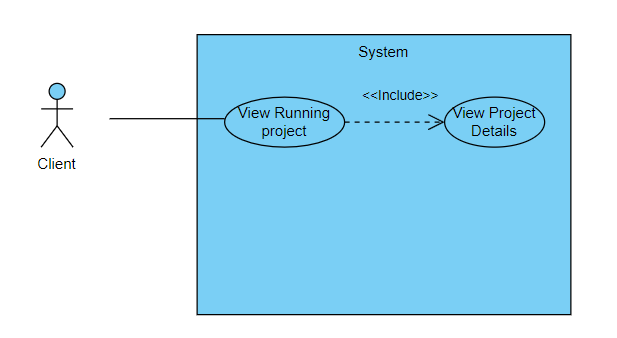 System
<<Include>>
View Running
project
View Project
Details
Client